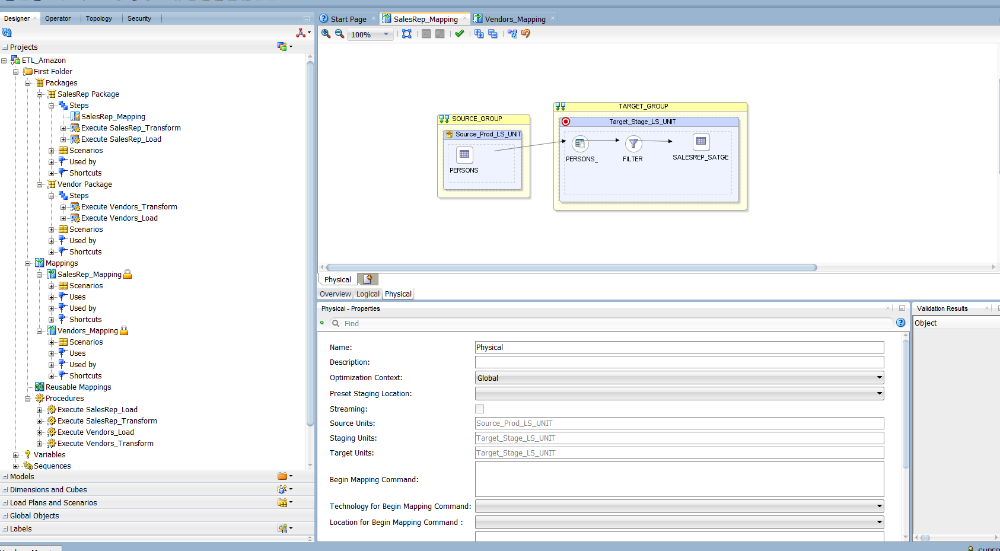 Designer
Operator
Topology
Security
Projects
ETL_Amazon
First Folder
Packages
SalesRep Package
Steps
SalesRep_Mapping
Execute SalesRep_Transform
Execute SalesRep_Load
Scenarios
Used by
Shortcuts
Vendor Package
Steps
Execute Vendors_Transform
Execute Vendors_Load
Scenarios
Used by
Shortcuts
Mappings
SalesRep_Mapping
Scenarios
Uses
Used by
Shortcuts
Vendors_Mapping
Scenarios
Uses
Used by
Shortcuts
Reusable Mappings
Procedures
Execute SalesRep_Load
Execute SalesRep_Transform
Execute Vendors_Load
Execute Vendors_Transform
Variables
Sequences
Models
Dimensions and Cubes
Load Plans and Scenarios
Global Objects
Labels
Start Page
SalesRep_Mapping
Vendors_Mapping
100%
SOURCE_GROUP
Source_Prod_LS_UNIT
PERSONS
TARGET_GROUP
Target_Stage_LS_UNIT
PERSONS_
FILTER
SALESREP_SATGE
Physical
Overview Logical Physical
Physical - Properties
Find
Name: Physical
Description:
Optimization Context: Global
Preset Staging Location:
Streaming:
Source Units: Source_Prod_LS_UNIT
Staging Units: Target_Stage_LS_UNIT
Target Units: Target_Stage_LS_UNIT
Begin Mapping Command:
Technology for Begin Mapping Command:
Location for Begin Mapping Command :
Validation Results
Object